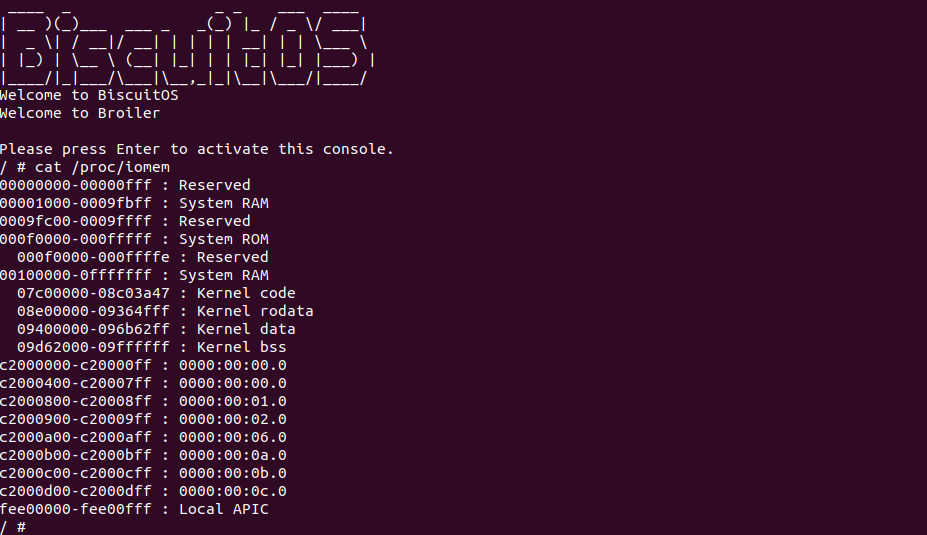 BiscuitOS
Welcome to BiscuitOS
Welcome to Broiler
Please press Enter to activate this console.
/ # cat /proc/iomem
00000000-00000fff : Reserved
00001000-0009fbff : System RAM
0009fc00-0009ffff : Reserved
000f0000-000fffff : System ROM
  000f0000-000ffffe : Reserved
00100000-0fffffff : System RAM
  07c00000-08c03a47 : Kernel code
  08e00000-09364fff : Kernel rodata
  09400000-096b62ff : Kernel data
  09d62000-09ffffff : Kernel bss
c2000000-c20000ff : 0000:00:00.0
c2000400-c20007ff : 0000:00:00.0
c2000800-c20008ff : 0000:00:01.0
c2000900-c20009ff : 0000:00:02.0
c2000a00-c2000aff : 0000:00:06.0
c2000b00-c2000bff : 0000:00:0a.0
c2000c00-c2000cff : 0000:00:0b.0
c2000d00-c2000dff : 0000:00:0c.0
fee00000-fee00fff : Local APIC
/ #